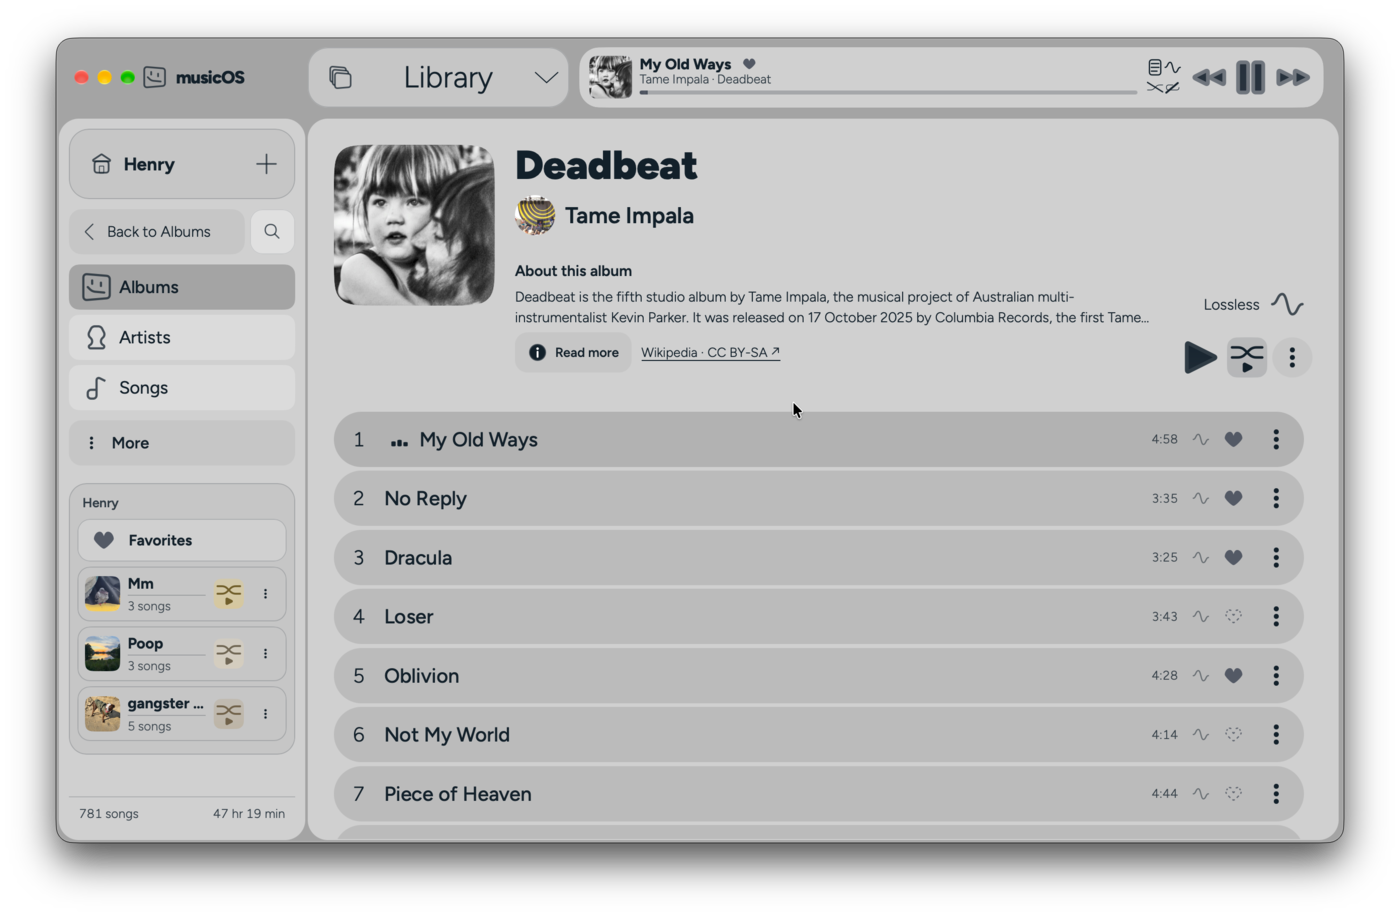 musicOS
Library
My Old Ways
Tame Impala · Deadbeat
Henry
Back to Albums
Albums
Artists
Songs
More
Henry
Favorites
Mm
3 songs
Poop
3 songs
gangster ...
5 songs
781 songs
47 hr 19 min
Deadbeat
Tame Impala
About this album
Deadbeat is the fifth studio album by Tame Impala, the musical project of Australian multi-
instrumentalist Kevin Parker. It was released on 17 October 2025 by Columbia Records, the first Tame...
Read more
Wikipedia · CC BY-SA ↗
Lossless
1 My Old Ways 4:58
2 No Reply 3:35
3 Dracula 3:25
4 Loser 3:43
5 Oblivion 4:28
6 Not My World 4:14
7 Piece of Heaven 4:44